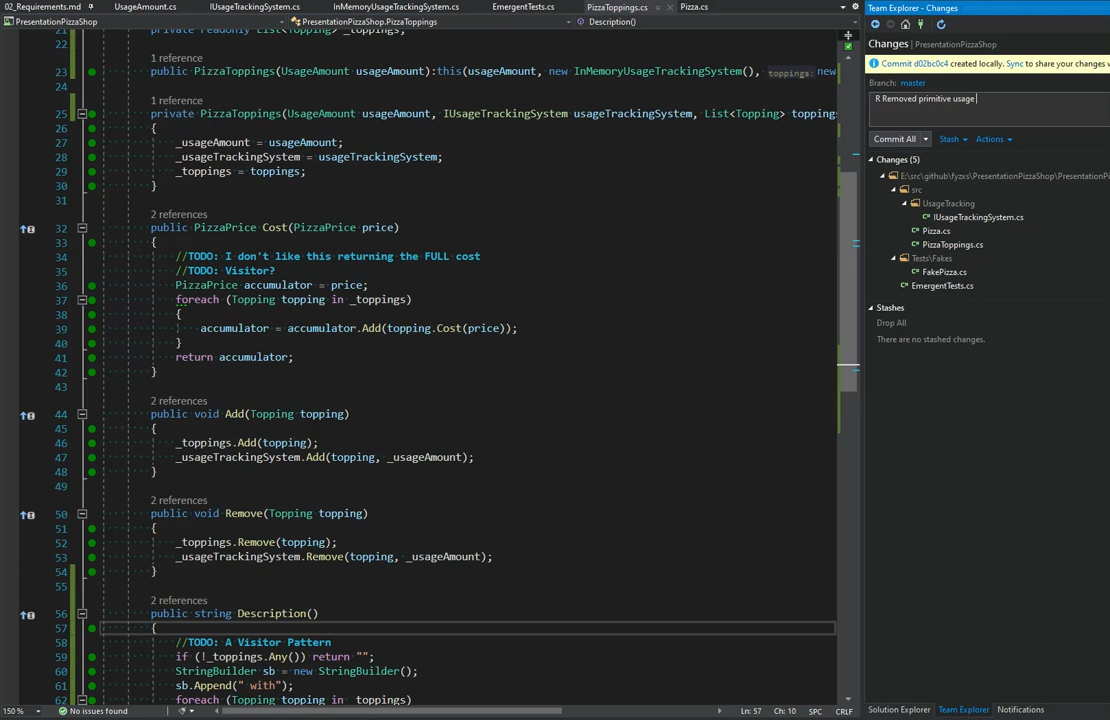 02_Requirements.md UsageAmount.cs IUsageTrackingSystem.cs InMemoryUsageTrackingSystem.cs EmergentTests.cs PizzaToppings.cs Pizza.cs
PresentationPizzaShop PresentationPizzaShop.PizzaToppings Description()
21 private readonly List<Topping> _toppings;
22
1 reference
23 public PizzaToppings(UsageAmount usageAmount):this(usageAmount, new InMemoryUsageTrackingSystem(), toppings: new
24
1 reference
25 private PizzaToppings(UsageAmount usageAmount, IUsageTrackingSystem usageTrackingSystem, List<Topping> toppings
26 {
27 _usageAmount = usageAmount;
28 _usageTrackingSystem = usageTrackingSystem;
29 _toppings = toppings;
30 }
31
2 references
32 public PizzaPrice Cost(PizzaPrice price)
33 {
34 //TODO: I don't like this returning the FULL cost
35 //TODO: Visitor?
36 PizzaPrice accumulator = price;
37 foreach (Topping topping in _toppings)
38 {
39 accumulator = accumulator.Add(topping.Cost(price));
40 }
41 return accumulator;
42 }
43
2 references
44 public void Add(Topping topping)
45 {
46 _toppings.Add(topping);
47 _usageTrackingSystem.Add(topping, _usageAmount);
48 }
49
2 references
50 public void Remove(Topping topping)
51 {
52 _toppings.Remove(topping);
53 _usageTrackingSystem.Remove(topping, _usageAmount);
54 }
55
2 references
56 public string Description()
57 {
58 //TODO: A Visitor Pattern
59 if (!_toppings.Any()) return "";
60 StringBuilder sb = new StringBuilder();
61 sb.Append(" with");
62 foreach (Topping topping in _toppings)
150 % No issues found Ln: 57 Ch: 10 SPC CRLF
Team Explorer - Changes
Changes | PresentationPizzaShop
Commit d02bc0c4 created locally. Sync to share your changes w
Branch: master
R Removed primitive usage
Commit All Stash Actions
Changes (5)
E:\src\github\fyzxs\PresentationPizzaShop\Presentation
src
UsageTracking
C# IUsageTrackingSystem.cs
C# Pizza.cs
C# PizzaToppings.cs
Tests\Fakes
C# FakePizza.cs
C# EmergentTests.cs
Stashes
Drop All
There are no stashed changes.
Solution Explorer Team Explorer Notifications